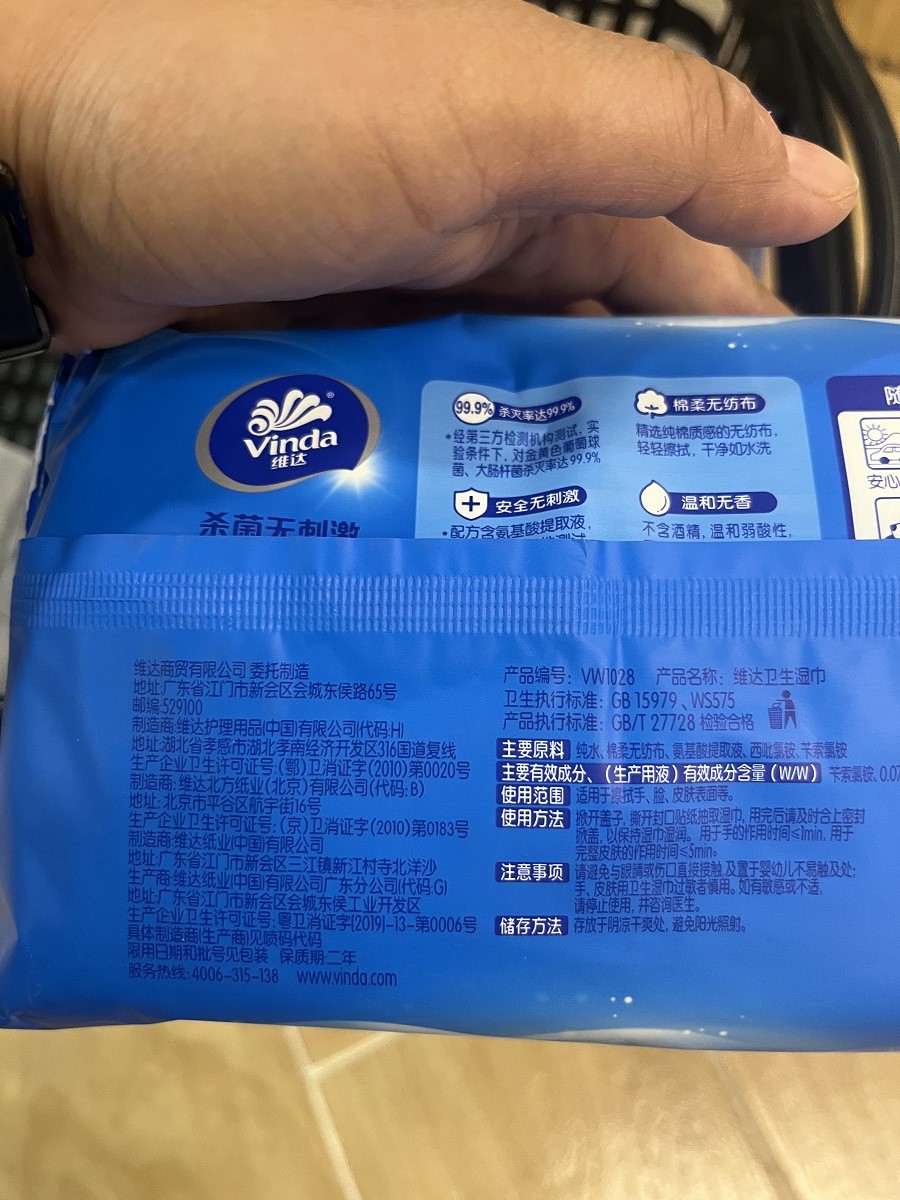 Vinda
维达
®
杀菌无刺激
99.9%
杀灭率达99.9%
*经第三方检测机构测试,实
验条件下,对金黄色葡萄球
菌、大肠杆菌杀灭率达99.9%
安全无刺激
*配方含氨基酸提取液,
棉柔无纺布
精选纯棉质感的无纺布,
轻轻擦拭,干净如水洗
温和无香
不含酒精,温和弱酸性,
随
安心
维达商贸有限公司 委托制造
地址:广东省江门市新会区会城东侯路65号
邮编:529100
制造商:维达护理用品(中国)有限公司(代码:H)
地址:湖北省孝感市湖北孝南经济开发区316国道复线
生产企业卫生许可证号:(鄂)卫消证字(2010)第0020号
制造商:维达北方纸业(北京)有限公司(代码:B)
地址:北京市平谷区航宇街16号
生产企业卫生许可证号:(京)卫消证字(2010)第0183号
制造商:维达纸业(中国)有限公司
地址:广东省江门市新会区三江镇新江村寺北洋沙
生产商:维达纸业(中国)有限公司广东分公司(代码:G)
地址:广东省江门市新会区会城东侯工业开发区
生产企业卫生许可证号:粤卫消证字[2019]-13-第0006号
具体制造商(生产商)见喷码代码
限用日期和批号见包装 保质期:二年
服务热线:4006-315-138 www.vinda.com
产品编号:VW1028 产品名称:维达卫生湿巾
卫生执行标准:GB 15979、WS575
产品执行标准:GB/T 27728 检验合格
主要原料 纯水、棉柔无纺布、氨基酸提取液、西吡氯铵、苄索氯铵
主要有效成分、(生产用液)有效成分含量(W/W) 苄索氯铵、0.07
使用范围 适用于擦拭手、脸、皮肤表面等。
使用方法 掀开盖子,撕开封口贴纸抽取湿巾,用完后请及时合上密封
掀盖,以保持湿巾湿润。用于手的作用时间≤1min,用于
完整皮肤的作用时间≤5min。
注意事项 请避免与眼睛或伤口直接接触,及置于婴幼儿不易触及处;
手、皮肤用卫生湿巾过敏者慎用。如有敏感或不适,
请停止使用,并咨询医生。
储存方法 存放于阴凉干爽处,避免阳光照射。